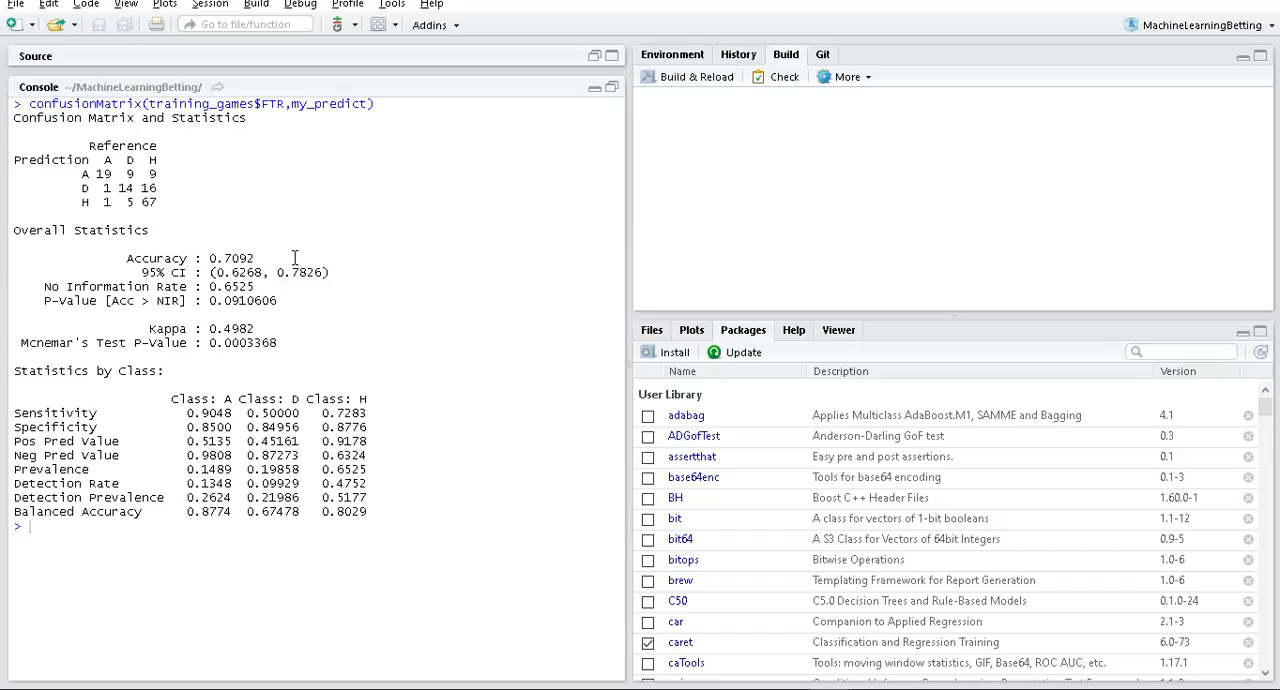 File Edit Code View Plots Session Build Debug Profile Tools Help
Go to file/function Addins MachineLearningBetting
Source
Console ~/MachineLearningBetting/
> confusionMatrix(training_games$FTR,my_predict)
Confusion Matrix and Statistics
Reference
Prediction A D H
A 19 9 9
D 1 14 16
H 1 5 67
Overall Statistics
Accuracy : 0.7092
95% CI : (0.6268, 0.7826)
No Information Rate : 0.6525
P-Value [Acc > NIR] : 0.0910606
Kappa : 0.4982
Mcnemar's Test P-Value : 0.0003368
Statistics by Class:
Class: A Class: D Class: H
Sensitivity 0.9048 0.50000 0.7283
Specificity 0.8500 0.84956 0.8776
Pos Pred Value 0.5135 0.45161 0.9178
Neg Pred Value 0.9808 0.87273 0.6324
Prevalence 0.1489 0.19858 0.6525
Detection Rate 0.1348 0.09929 0.4752
Detection Prevalence 0.2624 0.21986 0.5177
Balanced Accuracy 0.8774 0.67478 0.8029
>
Environment History Build Git
Build & Reload Check More
Files Plots Packages Help Viewer
Install Update
Name Description Version
User Library
adabag Applies Multiclass AdaBoost.M1, SAMME and Bagging 4.1
ADGofTest Anderson-Darling GoF test 0.3
assertthat Easy pre and post assertions. 0.1
base64enc Tools for base64 encoding 0.1-3
BH Boost C++ Header Files 1.60.0-1
bit A class for vectors of 1-bit booleans 1.1-12
bit64 A S3 Class for Vectors of 64bit Integers 0.9-5
bitops Bitwise Operations 1.0-6
brew Templating Framework for Report Generation 1.0-6
C50 C5.0 Decision Trees and Rule-Based Models 0.1.0-24
car Companion to Applied Regression 2.1-3
caret Classification and Regression Training 6.0-73
caTools Tools: moving window statistics, GIF, Base64, ROC AUC, etc. 1.17.1